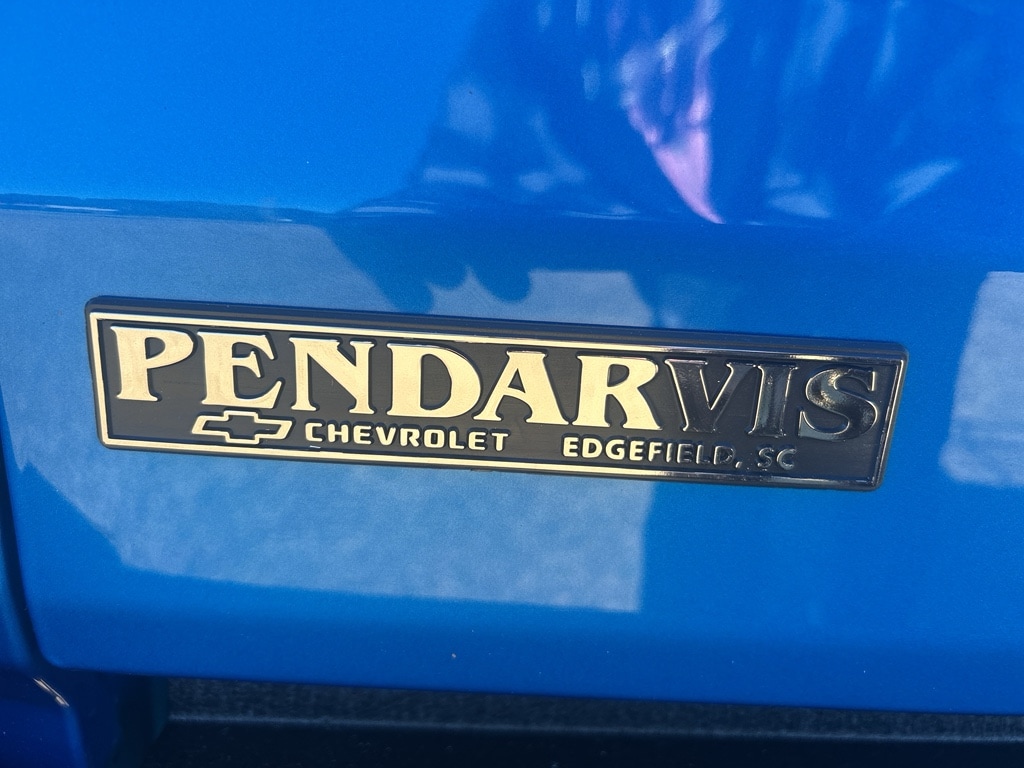 PENDARVIS
CHEVROLET EDGEFIELD, SC